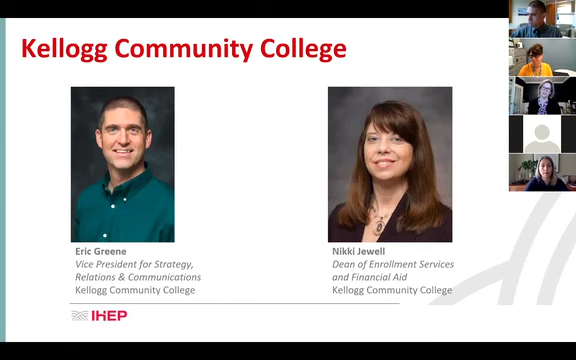 Kellogg Community College
Eric Greene
Vice President for Strategy,
Relations & Communications
Kellogg Community College
Nikki Jewell
Dean of Enrollment Services
and Financial Aid
Kellogg Community College
IHEP